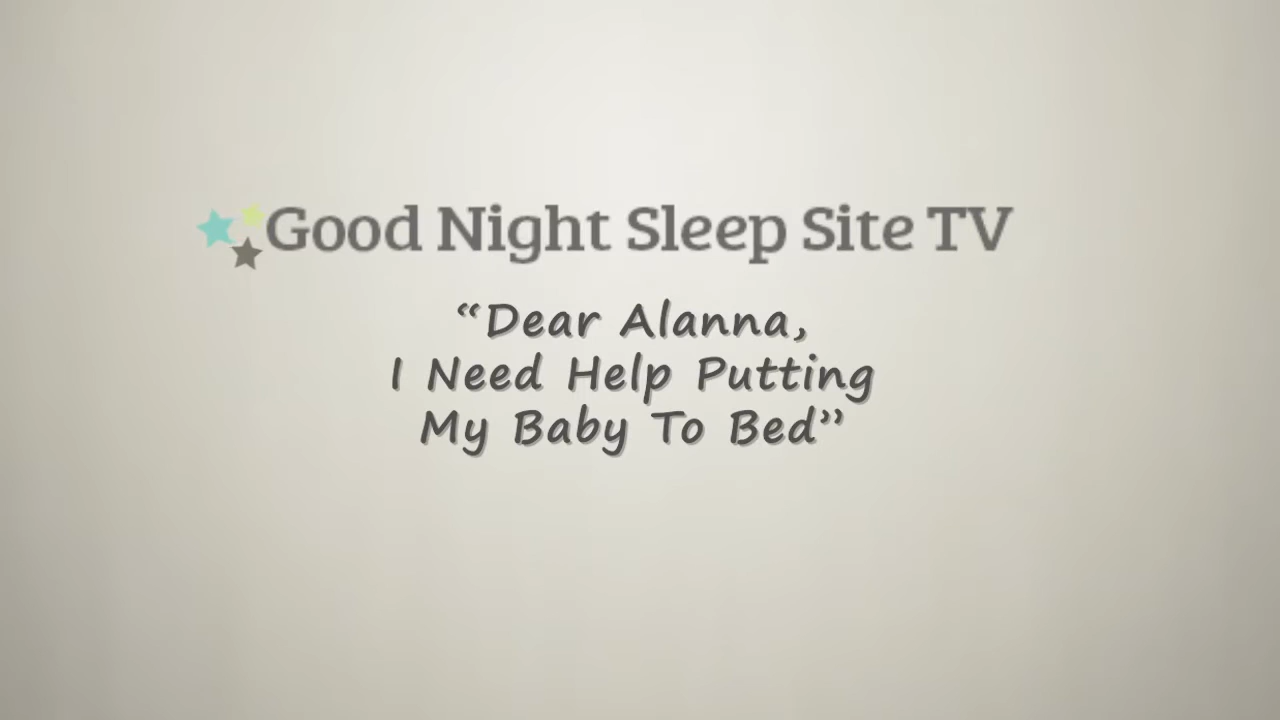 Good Night Sleep Site TV
“Dear Alanna,
I Need Help Putting
My Baby To Bed”